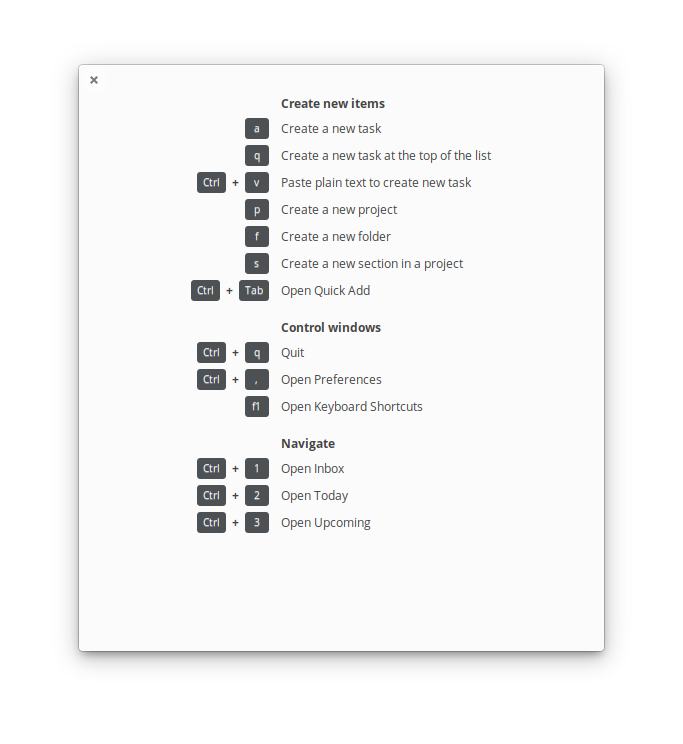 Create new items
a Create a new task
q Create a new task at the top of the list
Ctrl + v Paste plain text to create new task
p Create a new project
f Create a new folder
s Create a new section in a project
Ctrl + Tab Open Quick Add
Control windows
Ctrl + q Quit
Ctrl + , Open Preferences
f1 Open Keyboard Shortcuts
Navigate
Ctrl + 1 Open Inbox
Ctrl + 2 Open Today
Ctrl + 3 Open Upcoming